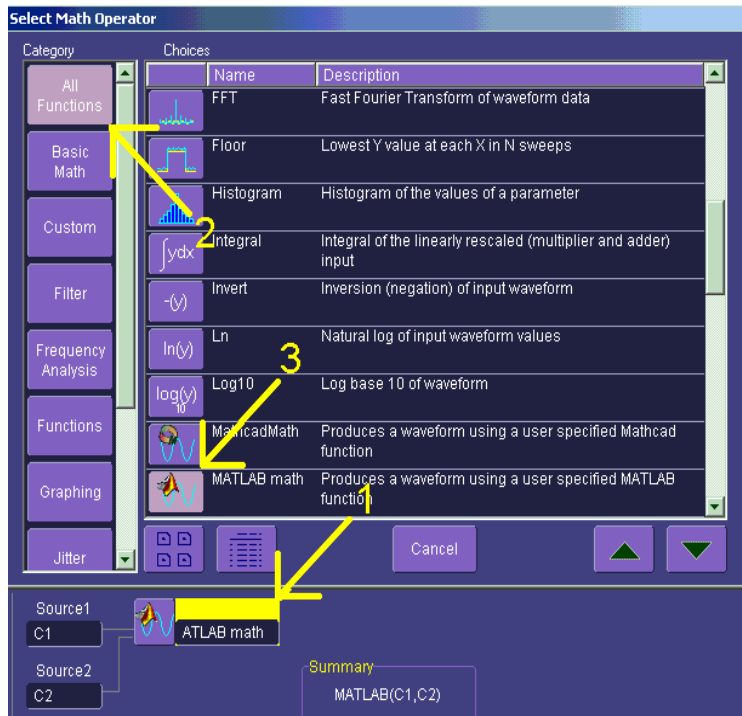 Select Math Operator
Category
Choices
Name Description
All
Functions
Basic
Math
Custom
Filter
Frequency
Analysis
Functions
Graphing
Jitter
FFT Fast Fourier Transform of waveform data
Floor Lowest Y value at each X in N sweeps
Histogram Histogram of the values of a parameter
∫ydx Integral Integral of the linearly rescaled (multiplier and adder)
input
-(y) Invert Inversion (negation) of input waveform
ln(y) Ln Natural log of input waveform values
log(y)
10
Log10 Log base 10 of waveform
MathcadMath Produces a waveform using a user specified Mathcad
function
MATLAB math Produces a waveform using a user specified MATLAB
function
2
3
1
Cancel
Source1
C1
ATLAB math
Source2
C2
Summary
MATLAB(C1,C2)